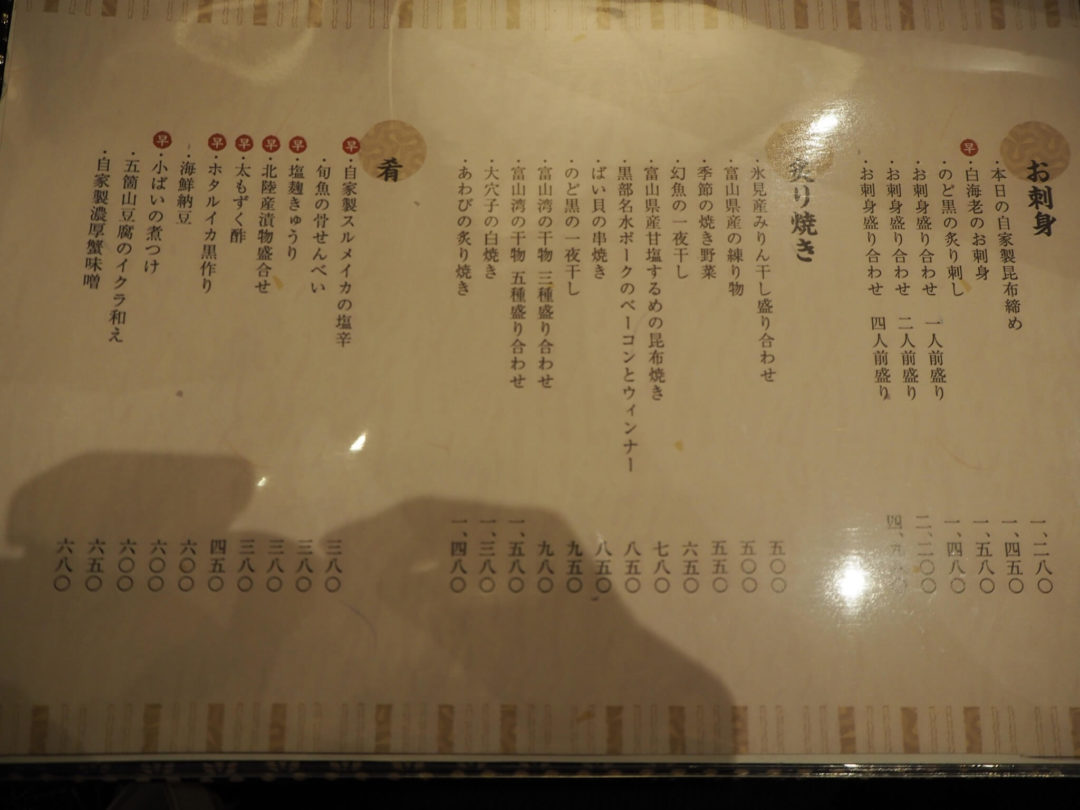 お刺身
・本日の自家製昆布締め 一、二八〇
早・白海老のお刺身 一、四五〇
・のど黒の炙り刺し 一、五八〇
・お刺身盛り合わせ 一人前盛り 一、四八〇
・お刺身盛り合わせ 二人前盛り 二、二〇〇
・お刺身盛り合わせ 四人前盛り
炙り焼き
・氷見産みりん干し盛り合わせ 五〇〇
・富山県産の練り物 五〇〇
・季節の焼き野菜 五五〇
・幻魚の一夜干し 六五〇
・富山県産甘塩するめの昆布焼き 七八〇
・黒部名水ポークのベーコンとウィンナー 八五〇
・ばい貝の串焼き 八五〇
・のど黒の一夜干し 九五〇
・富山湾の干物 三種盛り合わせ 九八〇
・富山湾の干物 五種盛り合わせ 一、五八〇
・大穴子の白焼き 一、三八〇
・あわびの炙り焼き 一、四八〇
肴
早・自家製スルメイカの塩辛 三八〇
・旬魚の骨せんべい 三八〇
早・塩麹きゅうり 三八〇
早・北陸産漬物盛合せ 三八〇
早・太もずく酢 四五〇
早・ホタルイカ黒作り 六〇〇
・海鮮納豆 六〇〇
早・小ばいの煮つけ 六〇〇
・五箇山豆腐のイクラ和え 六五〇
・自家製濃厚蟹味噌 六八〇